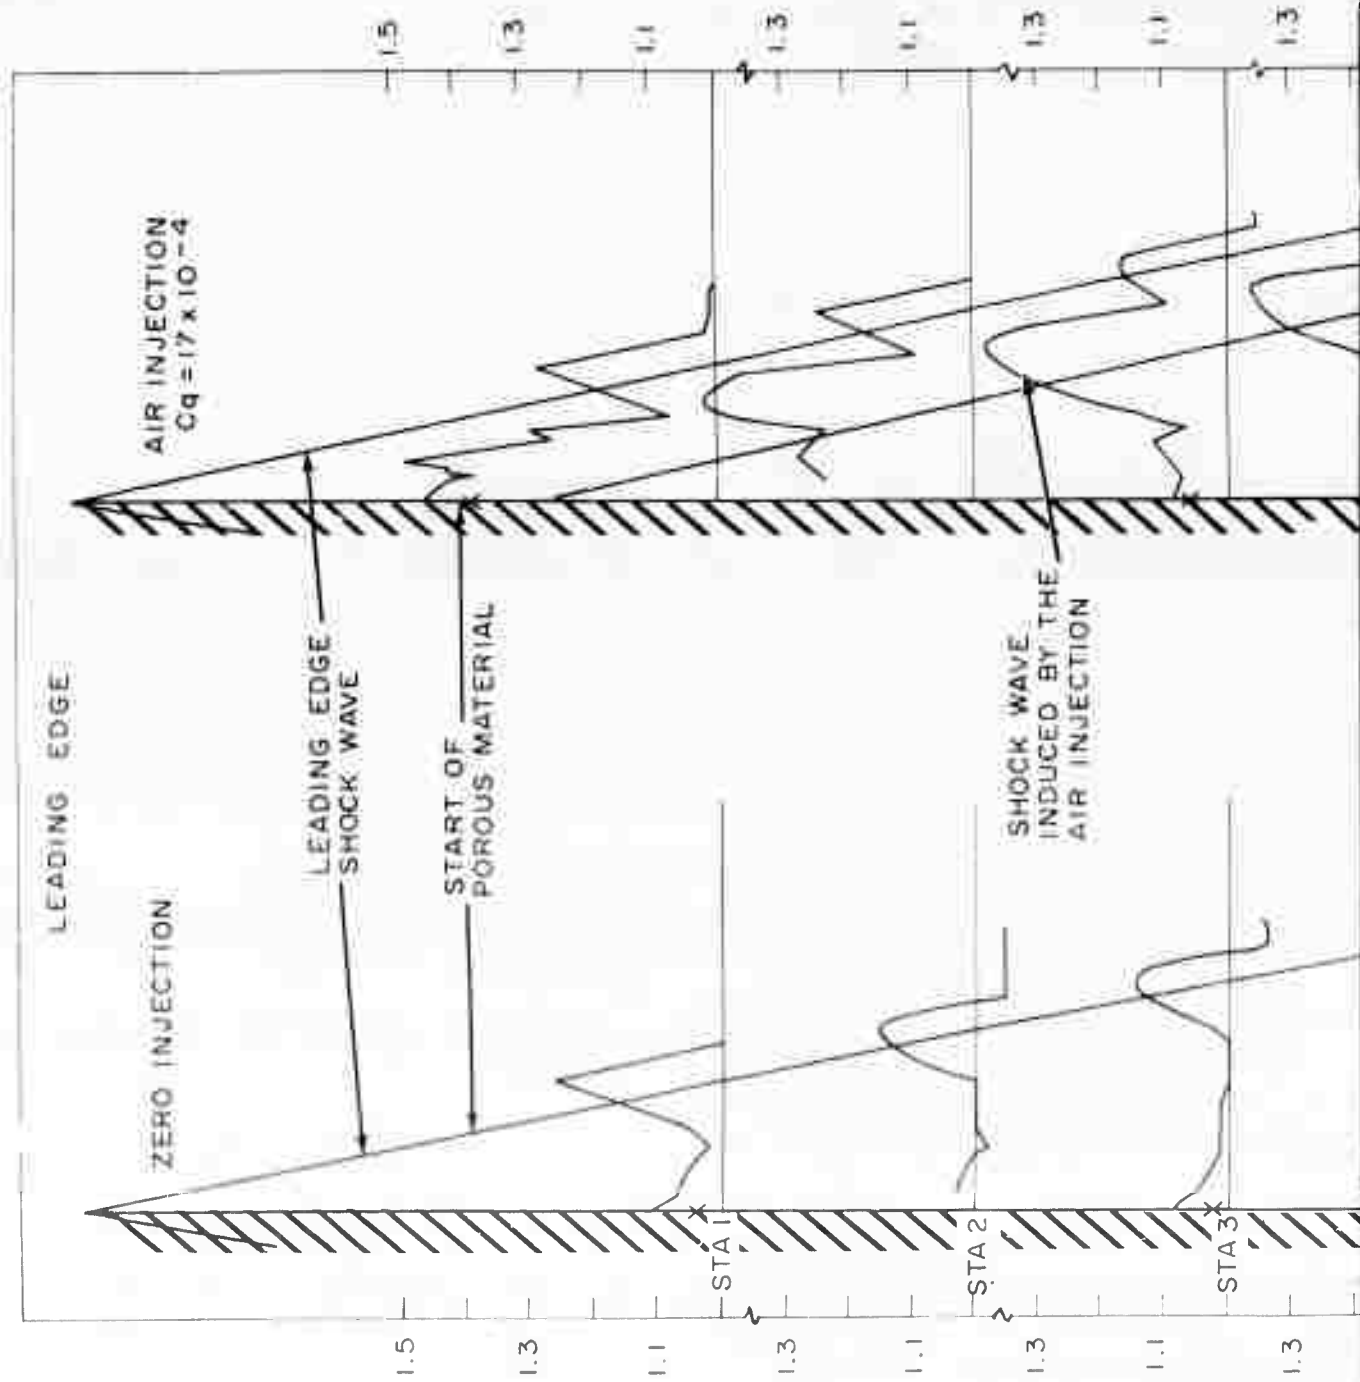 LEADING EDGE
ZERO INJECTION
AIR INJECTION
Cq = 17 x 10-4
LEADING EDGE
SHOCK WAVE
START OF
POROUS MATERIAL
SHOCK WAVE
INDUCED BY THE
AIR INJECTION
STA 1
STA 2
STA 3
1.5
1.3
1.1
1.3
1.1
1.3
1.1
1.3
1.5
1.3
1.1
1.3
1.1
1.3
1.1
1.3